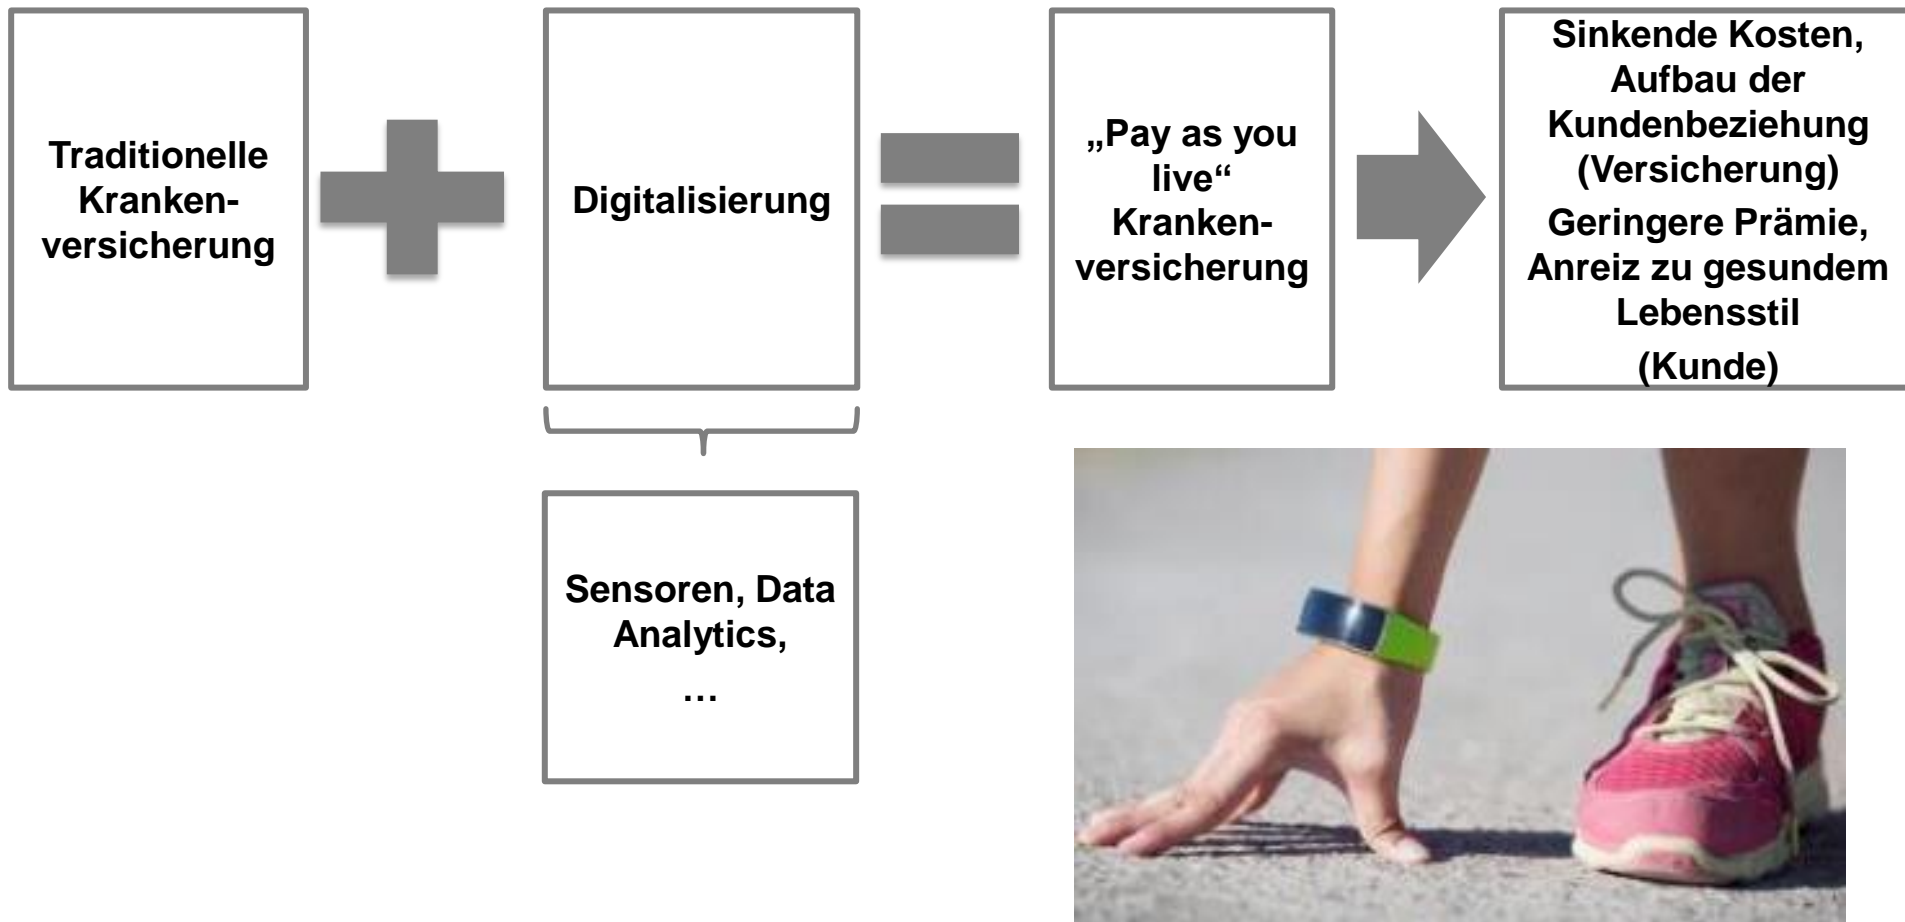 Traditionelle
Kranken-
versicherung
Digitalisierung
„Pay as you
live“
Kranken-
versicherung
Sinkende Kosten,
Aufbau der
Kundenbeziehung
(Versicherung)
Geringere Prämie,
Anreiz zu gesundem
Lebensstil
(Kunde)
Sensoren, Data
Analytics,
…